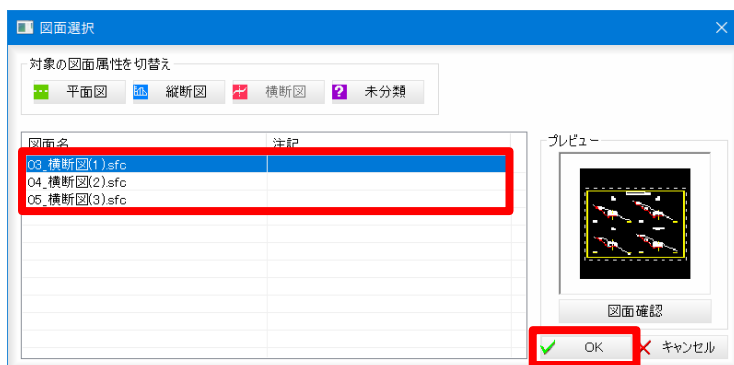 図面選択
対象の図面属性を切替え
平面図 縦断図 横断図 未分類
図面名 注記
03_横断図(1).sfc
04_横断図(2).sfc
05_横断図(3).sfc
プレビュー
図面確認
OK キャンセル